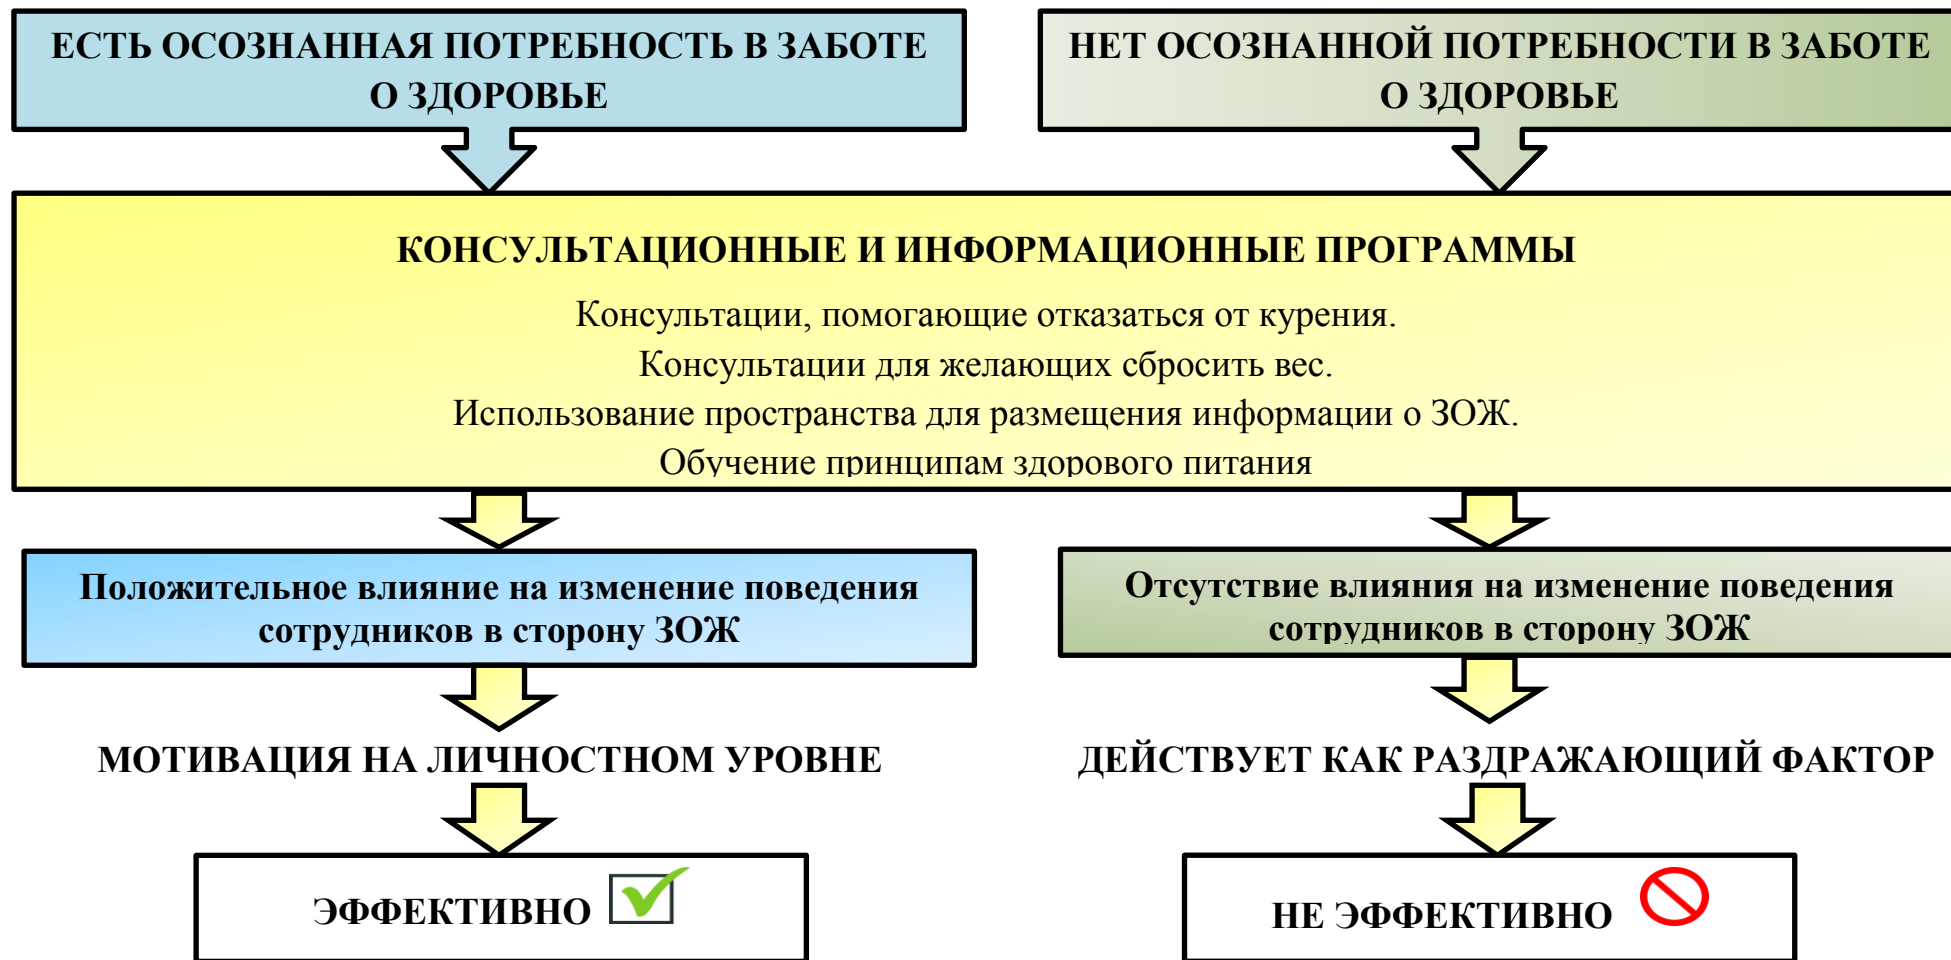 ЕСТЬ ОСОЗНАННАЯ ПОТРЕБНОСТЬ В ЗАБОТЕ
О ЗДОРОВЬЕ
НЕТ ОСОЗНАННОЙ ПОТРЕБНОСТИ В ЗАБОТЕ
О ЗДОРОВЬЕ
КОНСУЛЬТАЦИОННЫЕ И ИНФОРМАЦИОННЫЕ ПРОГРАММЫ
Консультации, помогающие отказаться от курения.
Консультации для желающих сбросить вес.
Использование пространства для размещения информации о ЗОЖ.
Обучение принципам здорового питания
Положительное влияние на изменение поведения
сотрудников в сторону ЗОЖ
Отсутствие влияния на изменение поведения
сотрудников в сторону ЗОЖ
МОТИВАЦИЯ НА ЛИЧНОСТНОМ УРОВНЕ
ДЕЙСТВУЕТ КАК РАЗДРАЖАЮЩИЙ ФАКТОР
ЭФФЕКТИВНО
НЕ ЭФФЕКТИВНО